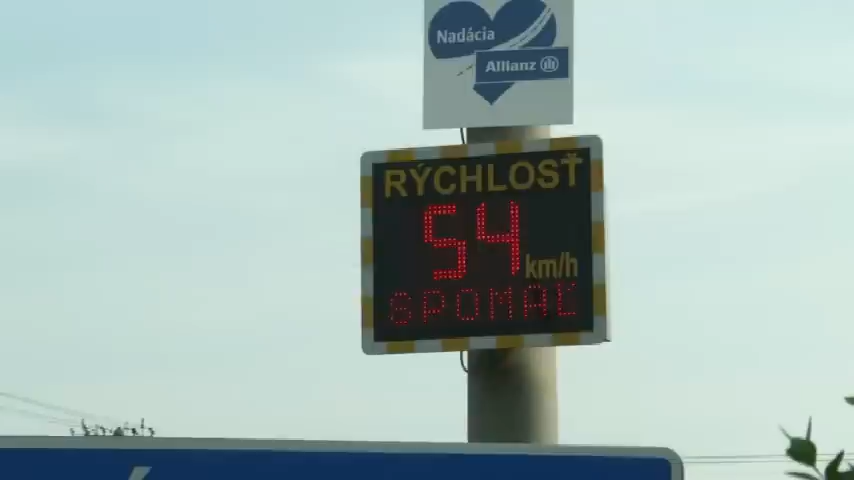 Nadácia
Allianz
RÝCHLOSŤ
54
km/h
SPOMAĽ